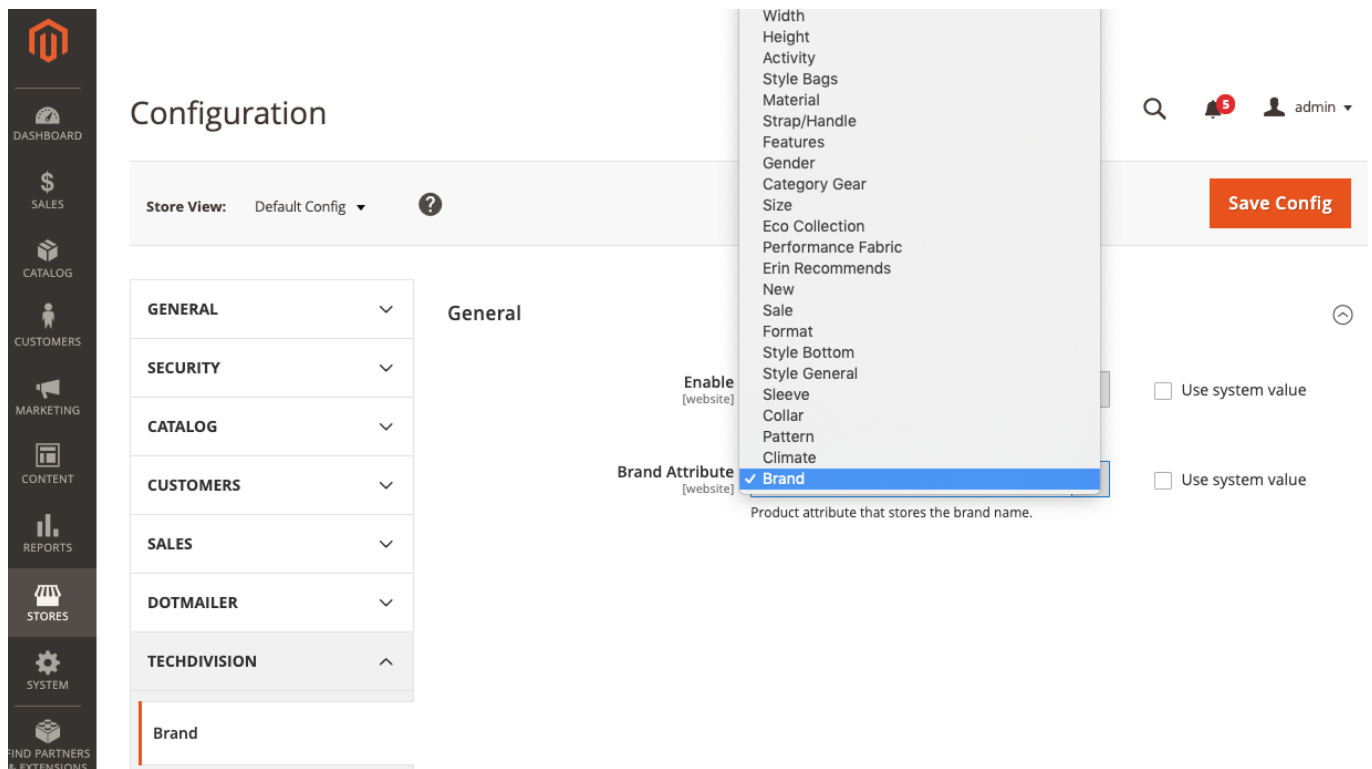 DASHBOARD
SALES
CATALOG
CUSTOMERS
MARKETING
CONTENT
REPORTS
STORES
SYSTEM
FIND PARTNERS
& EXTENSIONS
Configuration
5
admin
Store View: Default Config ?
Save Config
GENERAL
SECURITY
CATALOG
CUSTOMERS
SALES
DOTMAILER
TECHDIVISION
Brand
General
Enable
[website]
Use system value
Brand Attribute
[website]
Use system value
Width
Height
Activity
Style Bags
Material
Strap/Handle
Features
Gender
Category Gear
Size
Eco Collection
Performance Fabric
Erin Recommends
New
Sale
Format
Style Bottom
Style General
Sleeve
Collar
Pattern
Climate
Brand
Product attribute that stores the brand name.